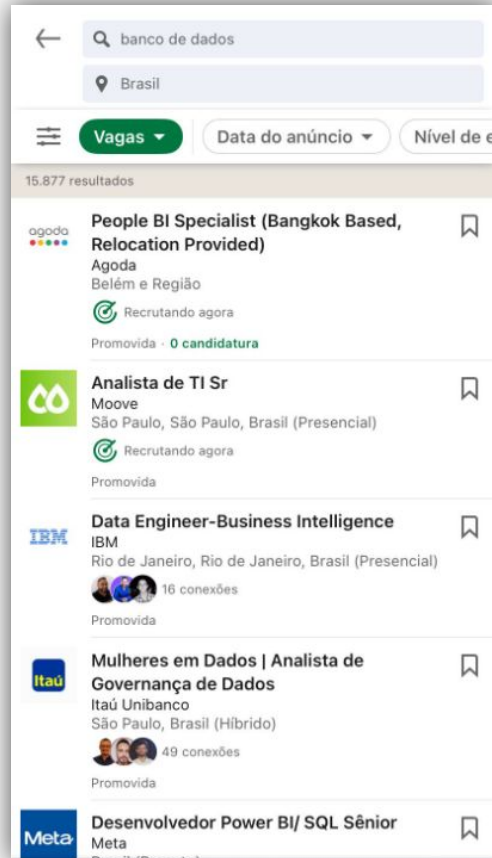 banco de dados
Brasil
Vagas
Data do anúncio
Nível de e
15.877 resultados
agoda
People BI Specialist (Bangkok Based,
Relocation Provided)
Agoda
Belém e Região
Recrutando agora
Promovida · 0 candidatura
Analista de TI Sr
Moove
São Paulo, São Paulo, Brasil (Presencial)
Recrutando agora
Promovida
IBM
Data Engineer-Business Intelligence
IBM
Rio de Janeiro, Rio de Janeiro, Brasil (Presencial)
16 conexões
Promovida
Itaú
Mulheres em Dados | Analista de
Governança de Dados
Itaú Unibanco
São Paulo, Brasil (Híbrido)
49 conexões
Promovida
Meta
Desenvolvedor Power BI/ SQL Sênior
Meta